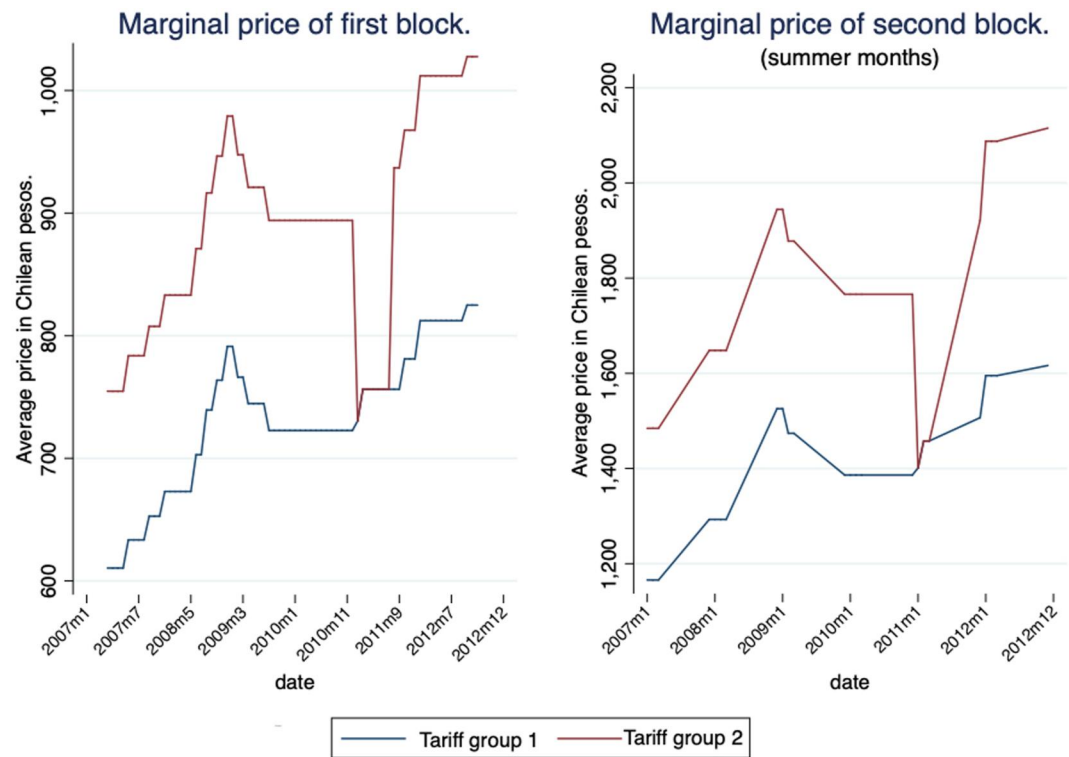 Marginal price of first block.
Average price in Chilean pesos.
1,000
900
800
700
600
2007m1
2007m7
2008m5
2009m3
2010m1
2010m11
2011m9
2012m7
2012m12
date
Marginal price of second block.
(summer months)
Average price in Chilean pesos.
2,200
2,000
1,800
1,600
1,400
1,200
2007m1
2008m1
2009m1
2010m1
2011m1
2012m1
2012m12
date
Tariff group 1
Tariff group 2